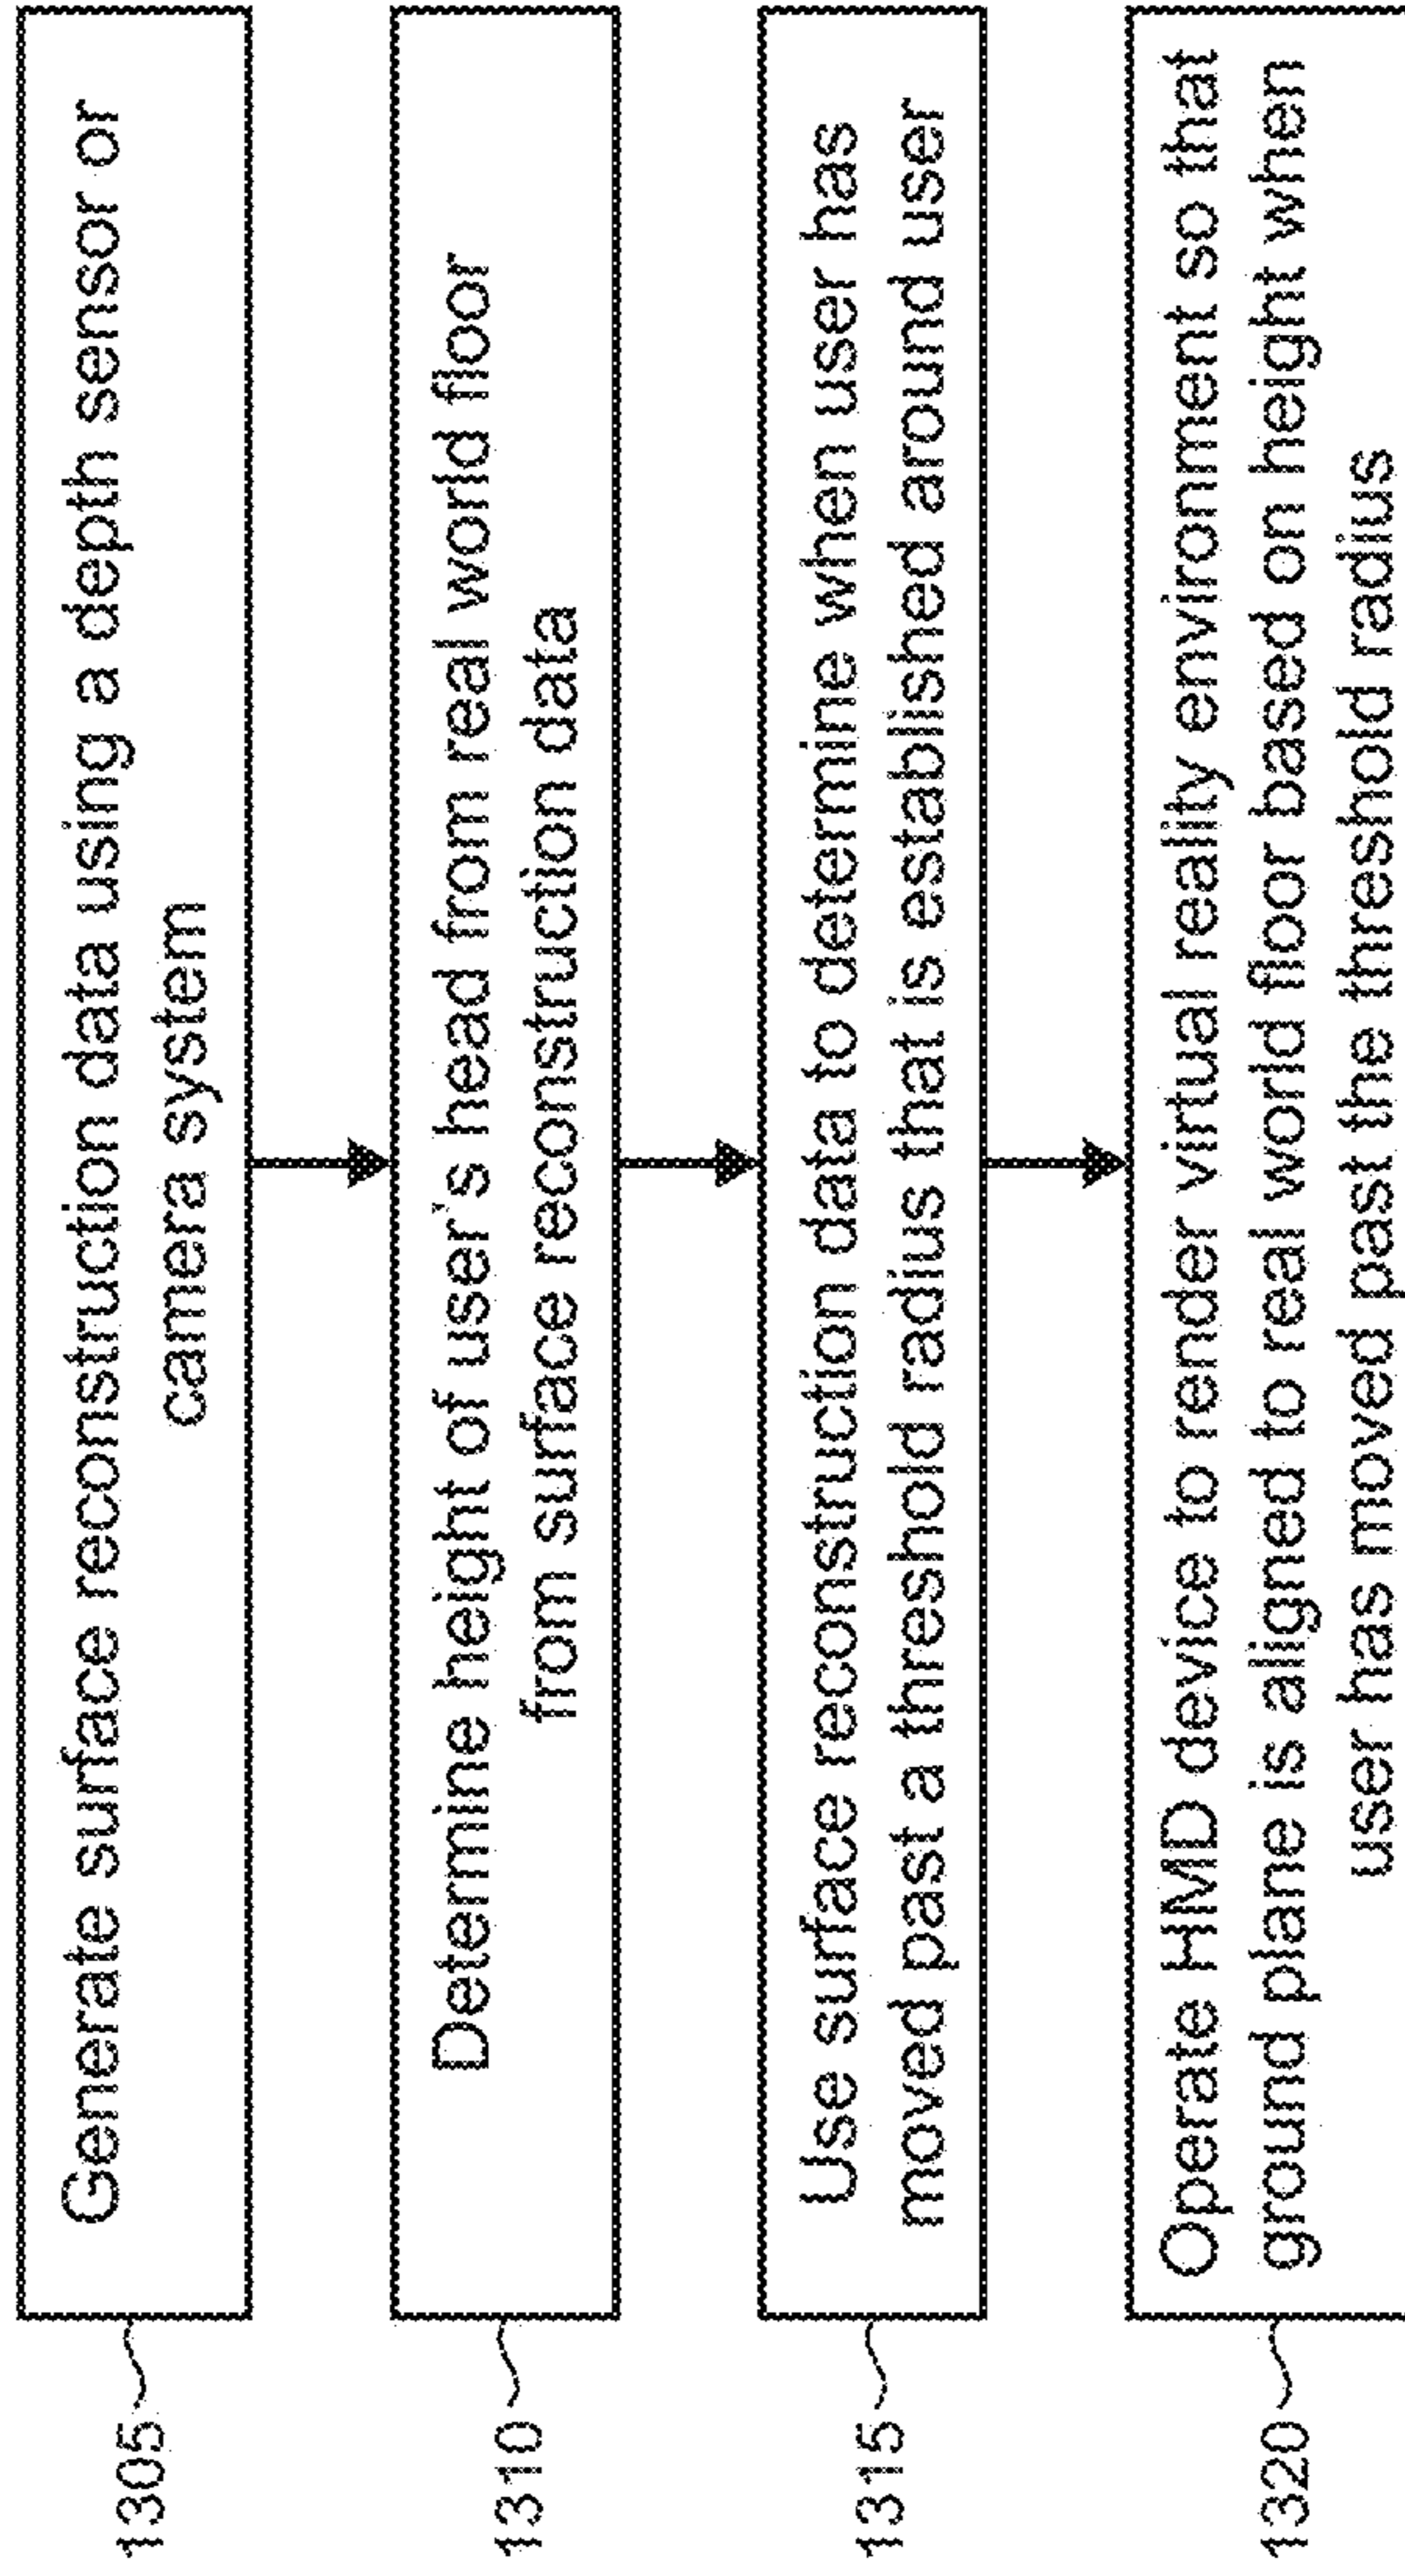 1305
Generate surface reconstruction data using a depth sensor or
camera system
1310
Determine height of user's head from real world floor
from surface reconstruction data
1315
Use surface reconstruction data to determine when user has
moved past a threshold radius that is established around user
1320
Operate HMD device to render virtual reality environment so that
ground plane is aligned to real world floor based on height when
user has moved past the threshold radius